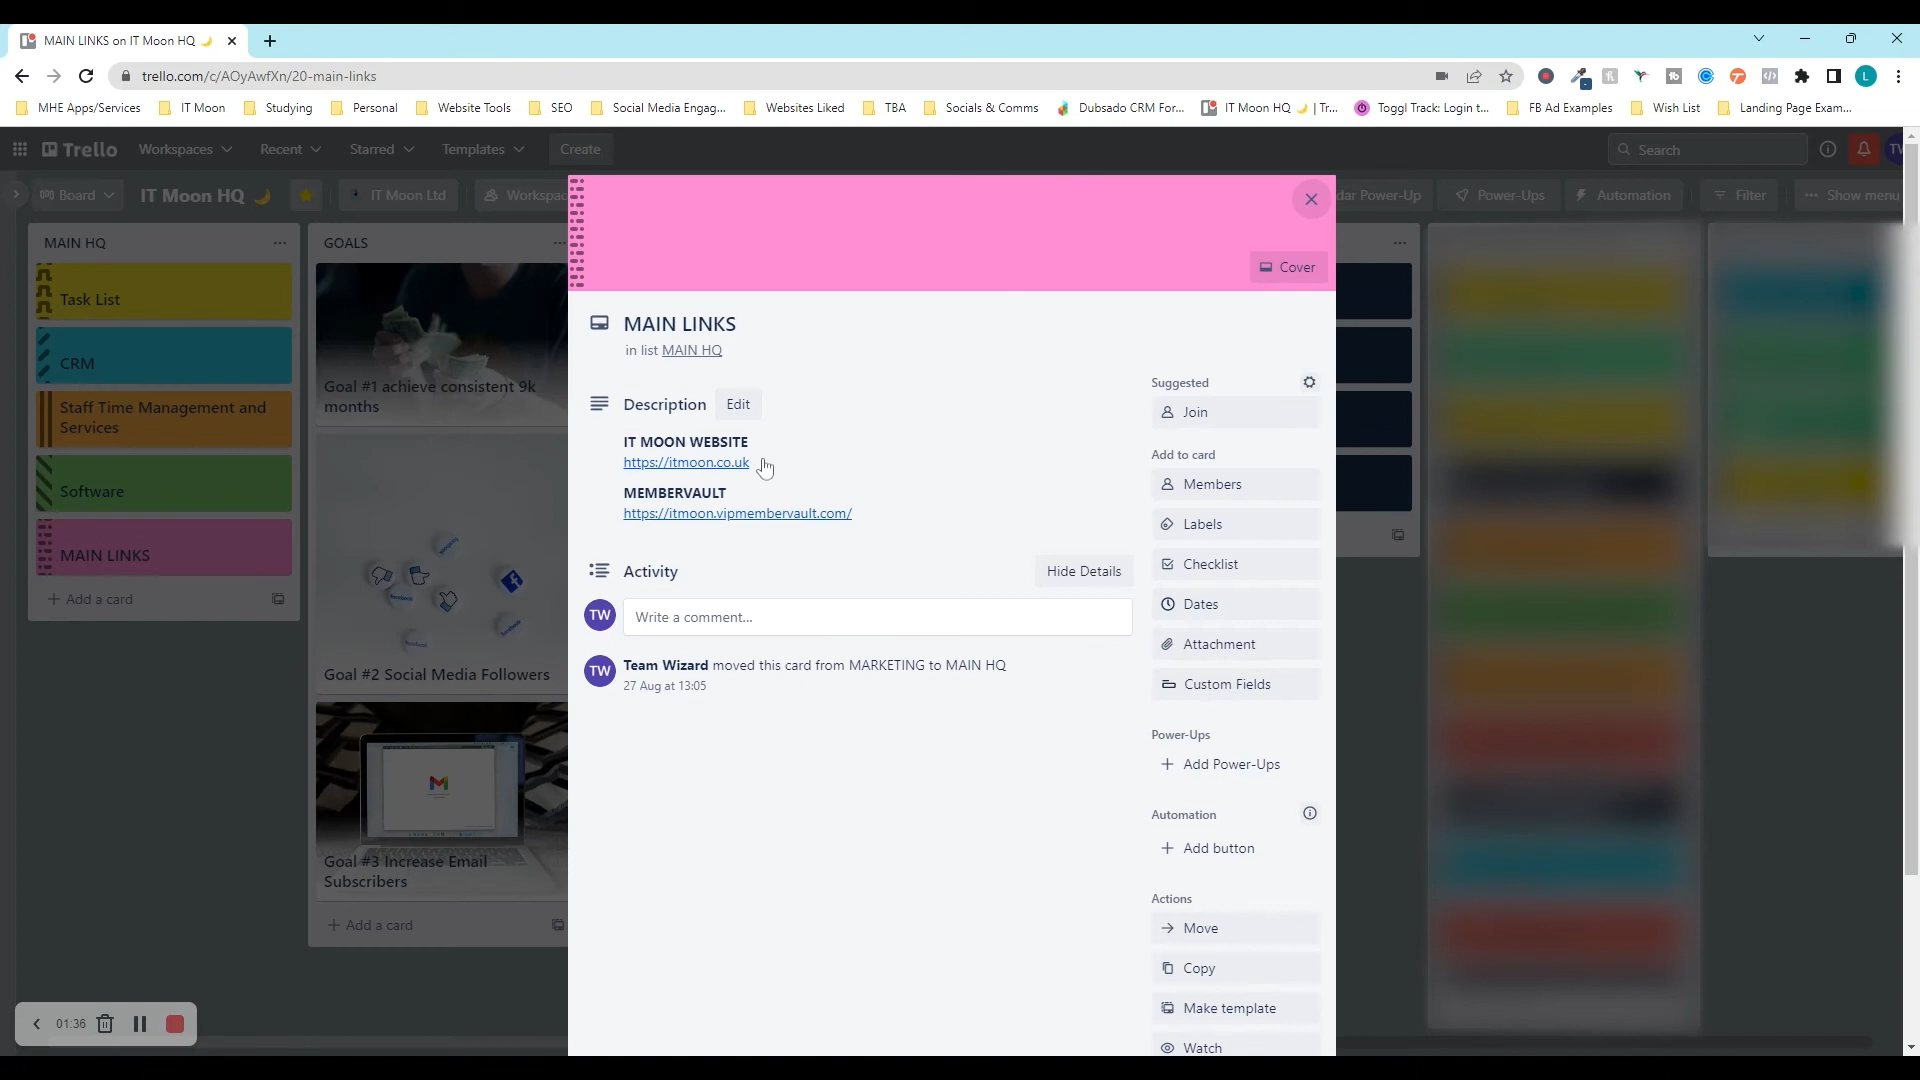 MAIN LINKS on IT Moon HQ 🌙
trello.com/c/AOyAwfXn/20-main-links
MHE Apps/Services
IT Moon
Studying
Personal
Website Tools
SEO
Social Media Engag...
Websites Liked
TBA
Socials & Comms
Dubsado CRM For...
IT Moon HQ 🌙 | Tr...
Toggl Track: Login t...
FB Ad Examples
Wish List
Landing Page Exam...
Trello
Workspaces
Recent
Starred
Templates
Create
Search
Board
IT Moon HQ 🌙
IT Moon Ltd
Workspac
dar Power-Up
Power-Ups
Automation
Filter
Show menu
MAIN HQ
Task List
CRM
Staff Time Management and
Services
Software
MAIN LINKS
+ Add a card
GOALS
Goal #1 achieve consistent 9k
months
Goal #2 Social Media Followers
Goal #3 Increase Email
Subscribers
+ Add a card
Cover
MAIN LINKS
in list MAIN HQ
Description
Edit
IT MOON WEBSITE
https://itmoon.co.uk
MEMBERVAULT
https://itmoon.vipmembervault.com/
Activity
Hide Details
TW
Write a comment...
TW
Team Wizard moved this card from MARKETING to MAIN HQ
27 Aug at 13:05
Suggested
Join
Add to card
Members
Labels
Checklist
Dates
Attachment
Custom Fields
Power-Ups
+ Add Power-Ups
Automation
+ Add button
Actions
Move
Copy
Make template
Watch
01:36